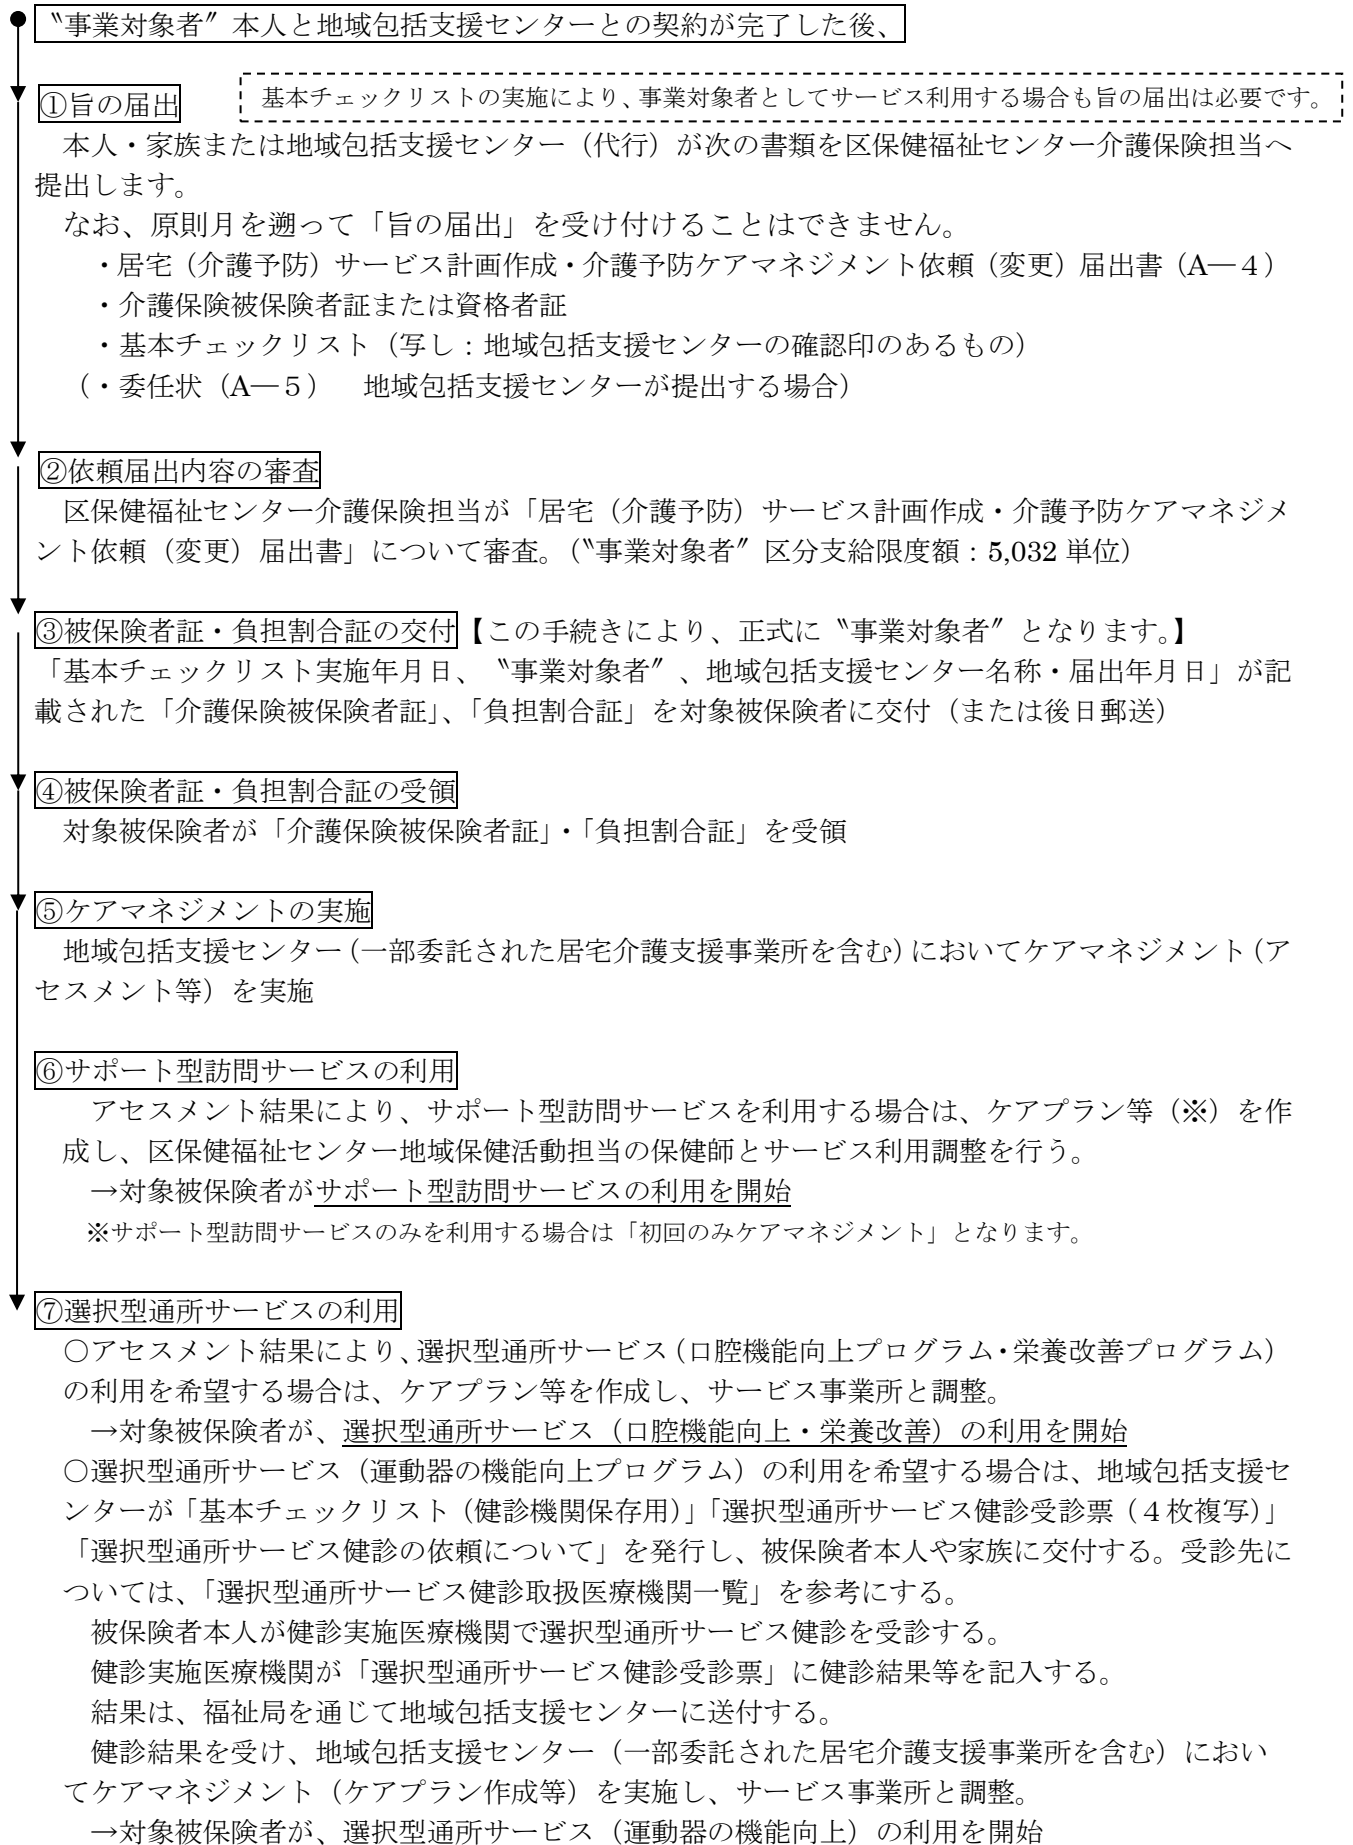 〝事業対象者〞本人と地域包括支援センターとの契約が完了した後、
①旨の届出
基本チェックリストの実施により、事業対象者としてサービス利用する場合も旨の届出は必要です。
本人・家族または地域包括支援センター（代行）が次の書類を区保健福祉センター介護保険担当へ
提出します。
なお、原則月を遡って「旨の届出」を受け付けることはできません。
・居宅（介護予防）サービス計画作成・介護予防ケアマネジメント依頼（変更）届出書（A―４）
・介護保険被保険者証または資格者証
・基本チェックリスト（写し：地域包括支援センターの確認印のあるもの）
（・委任状（A―５）　地域包括支援センターが提出する場合）
②依頼届出内容の審査
区保健福祉センター介護保険担当が「居宅（介護予防）サービス計画作成・介護予防ケアマネジメ
ント依頼（変更）届出書」について審査。（〝事業対象者〞区分支給限度額：5,032 単位）
③被保険者証・負担割合証の交付【この手続きにより、正式に〝事業対象者〞となります。】
「基本チェックリスト実施年月日、〝事業対象者〞、地域包括支援センター名称・届出年月日」が記
載された「介護保険被保険者証」、「負担割合証」を対象被保険者に交付（または後日郵送）
④被保険者証・負担割合証の受領
対象被保険者が「介護保険被保険者証」・「負担割合証」を受領
⑤ケアマネジメントの実施
地域包括支援センター（一部委託された居宅介護支援事業所を含む）においてケアマネジメント（ア
セスメント等）を実施
⑥サポート型訪問サービスの利用
アセスメント結果により、サポート型訪問サービスを利用する場合は、ケアプラン等（※）を作
成し、区保健福祉センター地域保健活動担当の保健師とサービス利用調整を行う。
→対象被保険者がサポート型訪問サービスの利用を開始
※サポート型訪問サービスのみを利用する場合は「初回のみケアマネジメント」となります。
⑦選択型通所サービスの利用
○アセスメント結果により、選択型通所サービス（口腔機能向上プログラム・栄養改善プログラム）
の利用を希望する場合は、ケアプラン等を作成し、サービス事業所と調整。
→対象被保険者が、選択型通所サービス（口腔機能向上・栄養改善）の利用を開始
○選択型通所サービス（運動器の機能向上プログラム）の利用を希望する場合は、地域包括支援セ
ンターが「基本チェックリスト（健診機関保存用）」「選択型通所サービス健診受診票（４枚複写）」
「選択型通所サービス健診の依頼について」を発行し、被保険者本人や家族に交付する。受診先に
ついては、「選択型通所サービス健診取扱医療機関一覧」を参考にする。
被保険者本人が健診実施医療機関で選択型通所サービス健診を受診する。
健診実施医療機関が「選択型通所サービス健診受診票」に健診結果等を記入する。
結果は、福祉局を通じて地域包括支援センターに送付する。
健診結果を受け、地域包括支援センター（一部委託された居宅介護支援事業所を含む）におい
てケアマネジメント（ケアプラン作成等）を実施し、サービス事業所と調整。
→対象被保険者が、選択型通所サービス（運動器の機能向上）の利用を開始